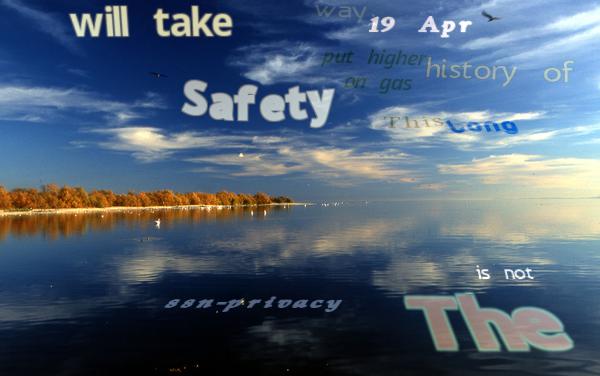 will take
way
19 Apr
put higher
on gas
history of
Safety
This
Long
is not
ssn-privacy
The